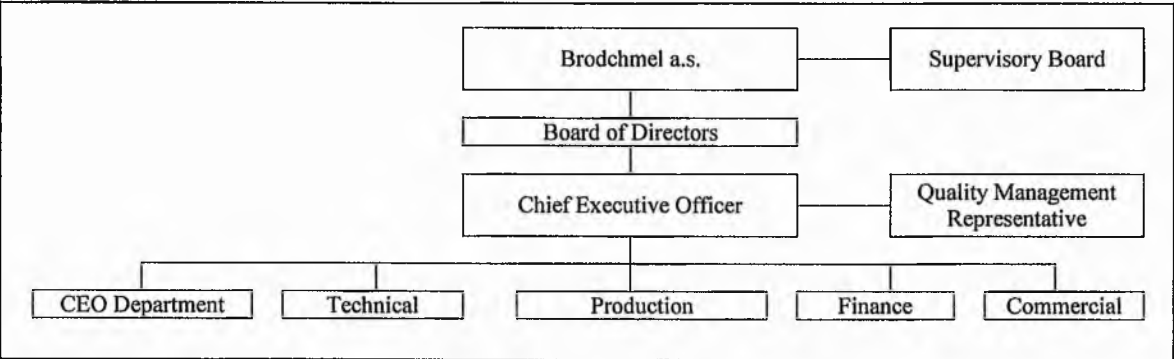 Brodchmel a.s.
Supervisory Board
Board of Directors
Chief Executive Officer
Quality Management
Representative
CEO Department
Technical
Production
Finance
Commercial